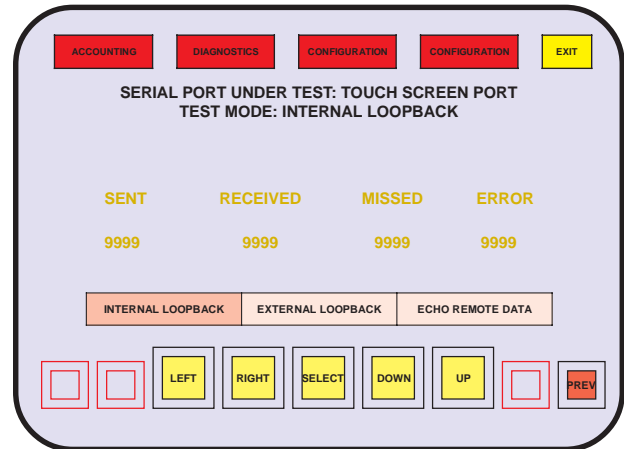 ACCOUNTING DIAGNOSTICS CONFIGURATION CONFIGURATION EXIT
SERIAL PORT UNDER TEST: TOUCH SCREEN PORT
TEST MODE: INTERNAL LOOPBACK
SENT RECEIVED MISSED ERROR
9999 9999 9999 9999
INTERNAL LOOPBACK EXTERNAL LOOPBACK ECHO REMOTE DATA
LEFT RIGHT SELECT DOWN UP PREV